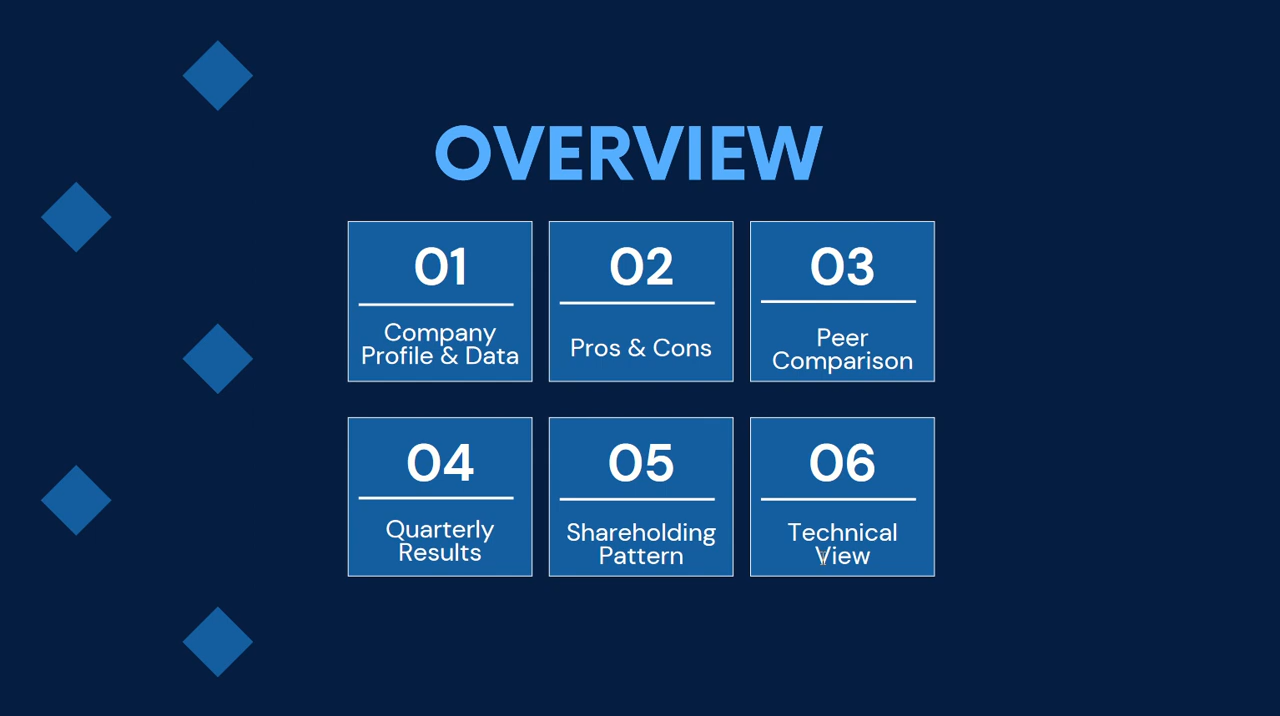 OVERVIEW
01
Company
Profile & Data
02
Pros & Cons
03
Peer
Comparison
04
Quarterly
Results
05
Shareholding
Pattern
06
Technical
View